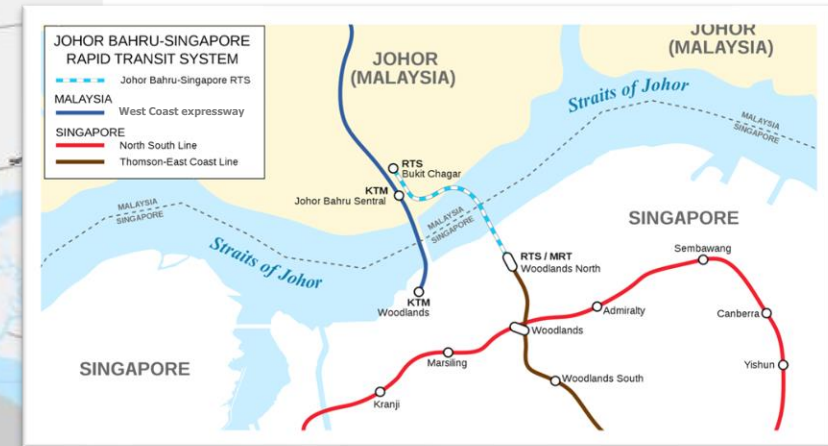 JOHOR BAHRU-SINGAPORE
RAPID TRANSIT SYSTEM
Johor Bahru-Singapore RTS
MALAYSIA
West Coast expressway
SINGAPORE
North South Line
Thomson-East Coast Line
JOHOR
(MALAYSIA)
JOHOR
(MALAYSIA)
Straits of Johor
MALAYSIA
SINGAPORE
RTS
Bukit Chagar
KTM
Johor Bahru Sentral
MALAYSIA
SINGAPORE
MALAYSIA
SINGAPORE
SINGAPORE
Straits of Johor
RTS / MRT
Woodlands North
Sembawang
KTM
Woodlands
Admiralty
Canberra
Woodlands
SINGAPORE
Marsiling
Yishun
Woodlands South
Kranji